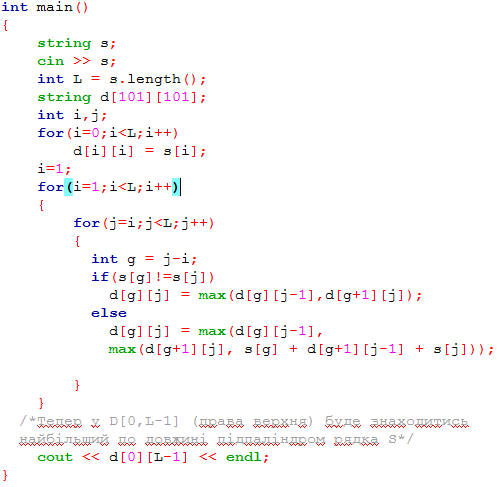 int main()
{
string s;
cin >> s;
int L = s.length();
string d[101][101];
int i,j;
for(i=0;i<L;i++)
d[i][i] = s[i];
i=1;
for(i=1;i<L;i++)
{
for(j=i;j<L;j++)
{
int g = j-i;
if(s[g]!=s[j])
d[g][j] = max(d[g][j-1],d[g+1][j]);
else
d[g][j] = max(d[g][j-1],
max(d[g+1][j], s[g] + d[g+1][j-1] + s[j]));
}
}
/*Тепер у D[0,L-1] (права верхня) буде знаходитись
найбільший по довжині підпаліндром рядка S*/
cout << d[0][L-1] << endl;
}